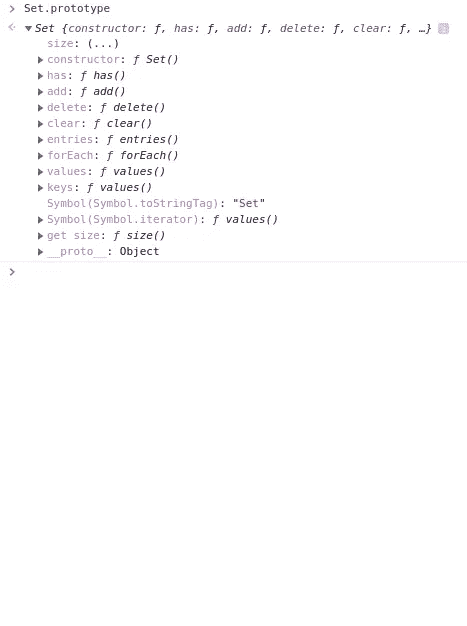 Set.prototype
Set {constructor: ƒ, has: ƒ, add: ƒ, delete: ƒ, clear: ƒ, …}
size: (...)
constructor: ƒ Set()
has: ƒ has()
add: ƒ add()
delete: ƒ delete()
clear: ƒ clear()
entries: ƒ entries()
forEach: ƒ forEach()
values: ƒ values()
keys: ƒ values()
Symbol(Symbol.toStringTag): "Set"
Symbol(Symbol.iterator): ƒ values()
get size: ƒ size()
__proto__: Object